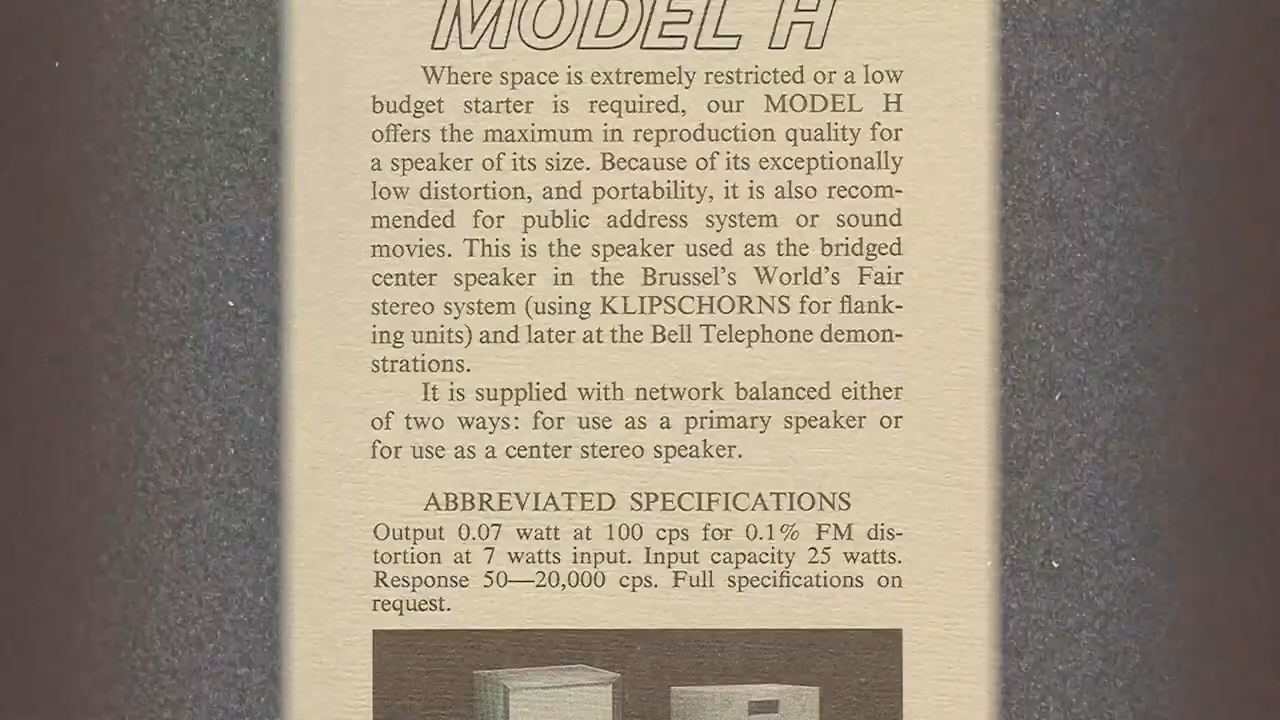 MODEL H
Where space is extremely restricted or a low
budget starter is required, our MODEL H
offers the maximum in reproduction quality for
a speaker of its size. Because of its exceptionally
low distortion, and portability, it is also recom-
mended for public address system or sound
movies. This is the speaker used as the bridged
center speaker in the Brussel's World's Fair
stereo system (using KLIPSCHORNS for flank-
ing units) and later at the Bell Telephone demon-
strations.
It is supplied with network balanced either
of two ways: for use as a primary speaker or
for use as a center stereo speaker.
ABBREVIATED SPECIFICATIONS
Output 0.07 watt at 100 cps for 0.1% FM dis-
tortion at 7 watts input. Input capacity 25 watts.
Response 50—20,000 cps. Full specifications on
request.